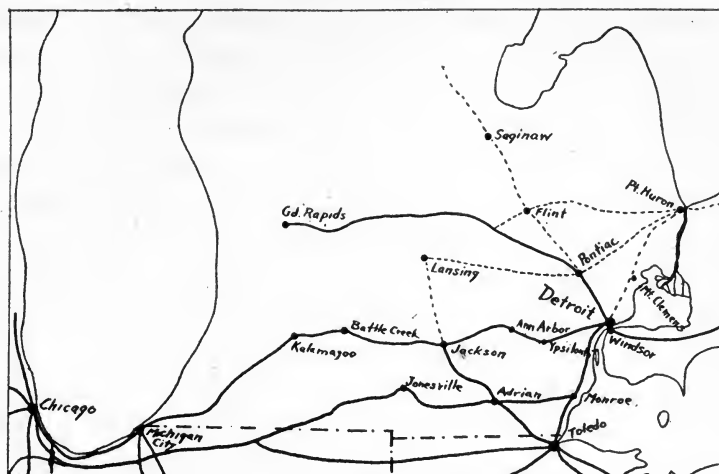 Saginaw
Pt. Huron
Flint
Gd. Rapids
Pontiac
Lansing
Mt. Clemens
Detroit
Battle Creek
Ann Arbor
Windsor
Ypsilanti
Kalamazoo
Jackson
Jonesville
Adrian
Monroe
Chicago
Michigan
City
Toledo